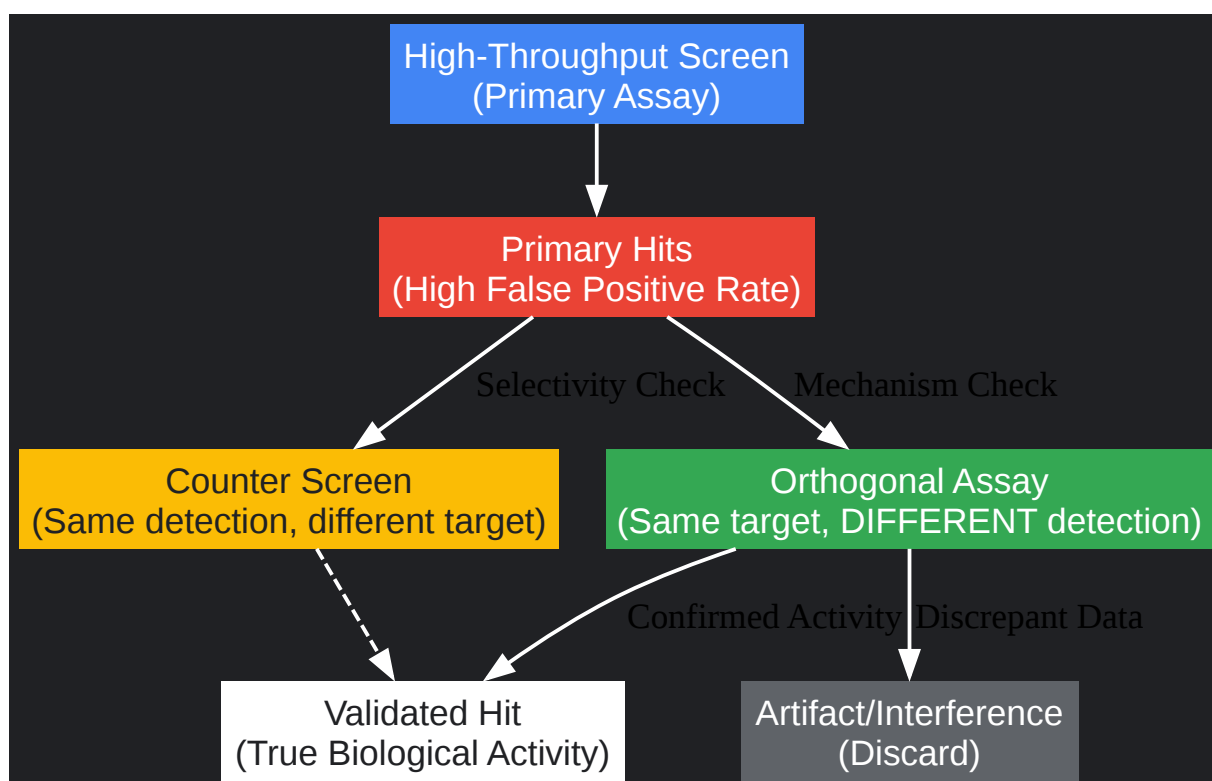 High-Throughput Screen
(Primary Assay)
Primary Hits
(High False Positive Rate)
Selectivity Check
Mechanism Check
Counter Screen
(Same detection, different target)
Orthogonal Assay
(Same target, DIFFERENT detection)
Confirmed Activity
Discrepant Data
Validated Hit
(True Biological Activity)
Artifact/Interference
(Discard)